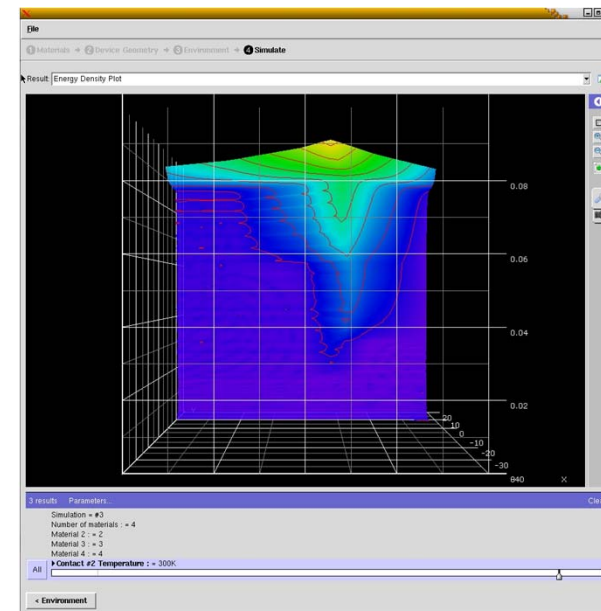 File
1 Materials → 2 Device Geometry → 3 Environment → 4 Simulate
Result: Energy Density Plot
0.08
0.06
0.04
0.02
20
10
0
-10
-20
-30
X
3 results Parameters... Clea
Simulation = #3
Number of materials : = 4
Material 2 : = 2
Material 3 : = 3
Material 4 : = 4
Contact #2 Temperature : = 300K
All
< Environment